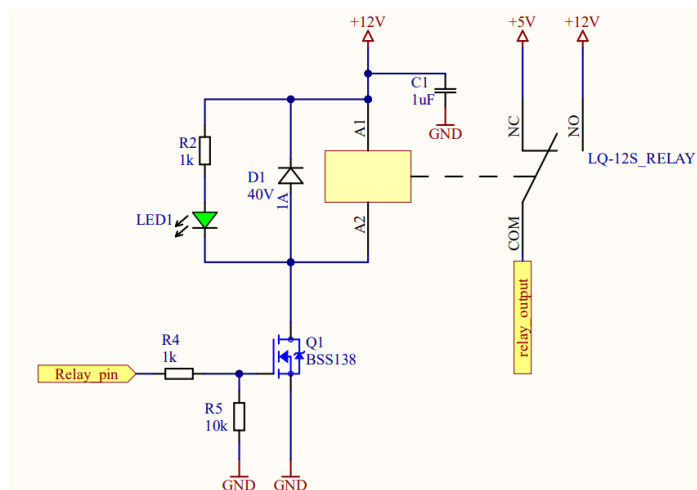 +12V
+5V
+12V
C1
1uF
GND
R2
1k
A1
NC
NO
LQ-12S_RELAY
D1
40V
1A
LED1
A2
COM
relay_output
Q1
BSS138
R4
1k
Relay_pin
R5
10k
GND
GND